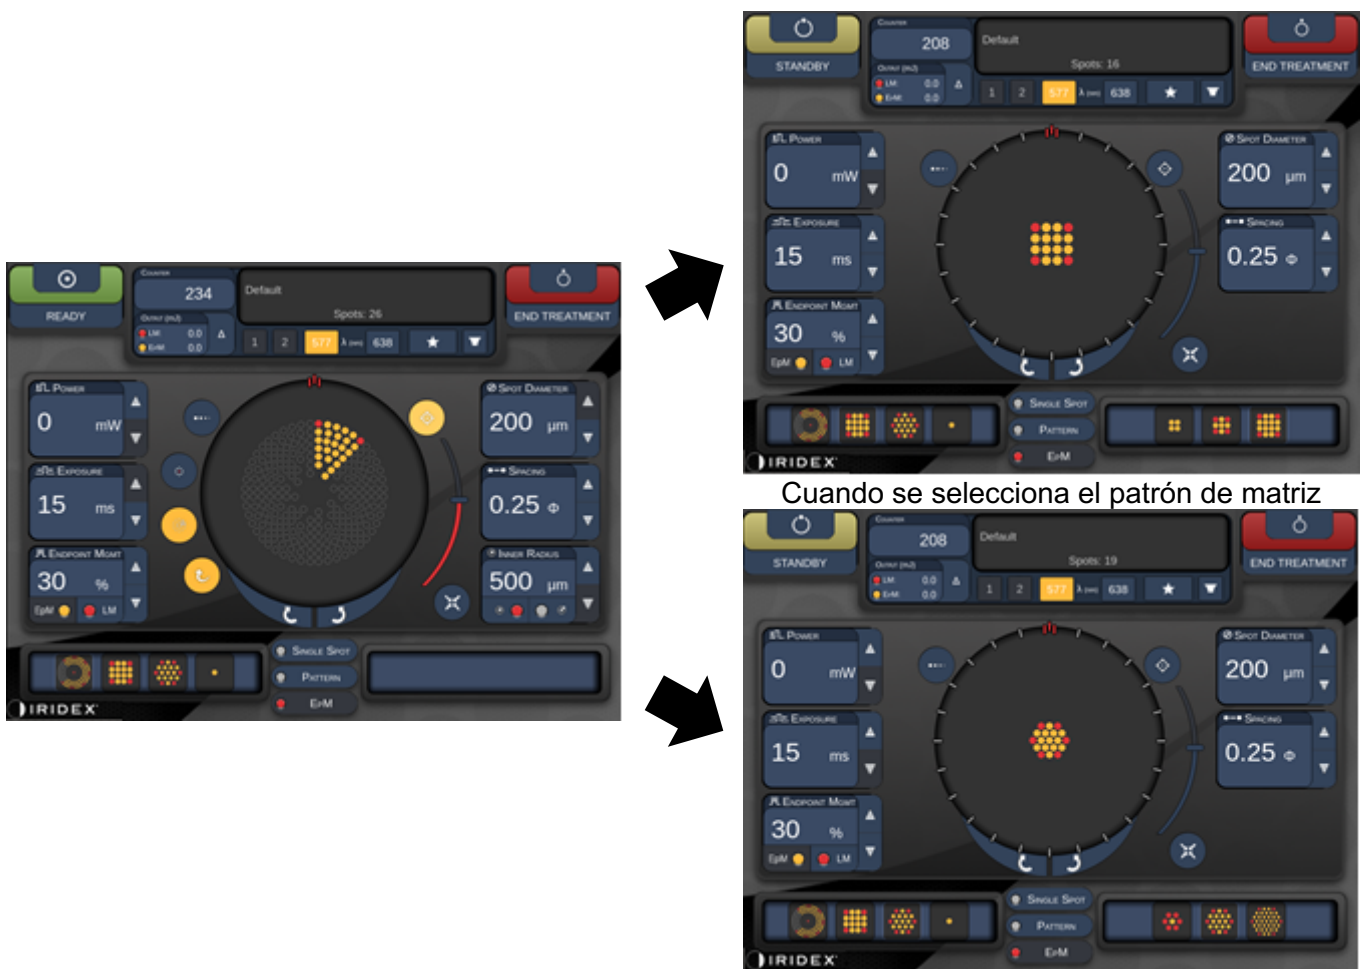 READY
COUNTER
234
OUTPUT (mJ)
LM: 0.0
EpM: 0.0
Δ
Default
Spots: 26
1 2 577 λ (nm) 638
END TREATMENT
POWER
0 mW
EXPOSURE
15 ms
ENDPOINT MGMT
30 %
EpM LM
SPOT DIAMETER
200 µm
SPACING
0.25 Φ
INNER RADIUS
500 µm
SINGLE SPOT
PATTERN
EPM
IRIDEX
STANDBY
COUNTER
208
OUTPUT (mJ)
LM: 0.0
EpM: 0.0
Δ
Default
Spots: 16
1 2 577 λ (nm) 638
END TREATMENT
POWER
0 mW
EXPOSURE
15 ms
ENDPOINT MGMT
30 %
EpM LM
SPOT DIAMETER
200 µm
SPACING
0.25 Φ
SINGLE SPOT
PATTERN
EPM
IRIDEX
Cuando se selecciona el patrón de matriz
STANDBY
COUNTER
208
OUTPUT (mJ)
LM: 0.0
EpM: 0.0
Δ
Default
Spots: 19
1 2 577 λ (nm) 638
END TREATMENT
POWER
0 mW
EXPOSURE
15 ms
ENDPOINT MGMT
30 %
EpM LM
SPOT DIAMETER
200 µm
SPACING
0.25 Φ
SINGLE SPOT
PATTERN
EPM
IRIDEX